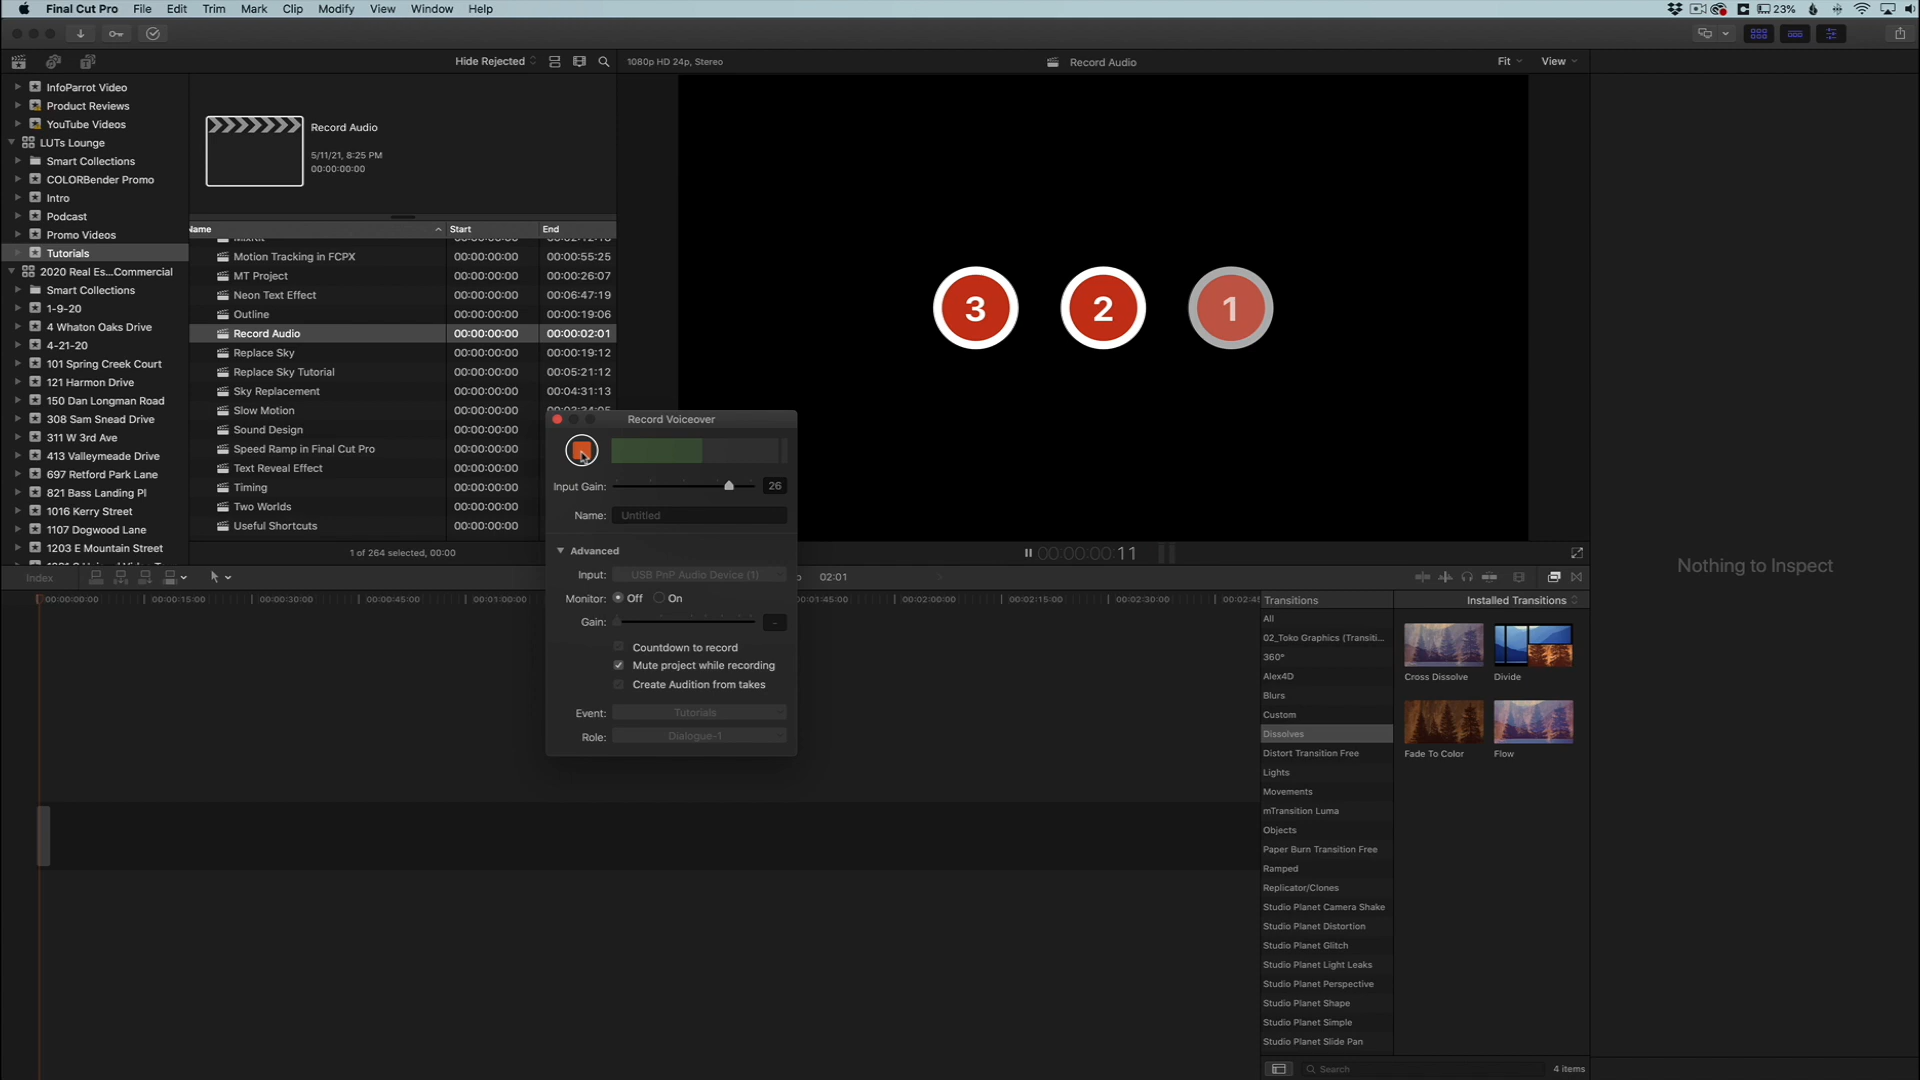 Final Cut Pro File Edit Trim Mark Clip Modify View Window Help
23%
Hide Rejected
1080p HD 24p, Stereo
Record Audio
Fit
View
InfoParrot Video
Product Reviews
YouTube Videos
LUTs Lounge
Smart Collections
COLORBender Promo
Intro
Podcast
Promo Videos
Tutorials
2020 Real Es...Commercial
Smart Collections
1-9-20
4 Whaton Oaks Drive
4-21-20
101 Spring Creek Court
121 Harmon Drive
150 Dan Longman Road
308 Sam Snead Drive
311 W 3rd Ave
413 Valleymeade Drive
697 Retford Park Lane
821 Bass Landing Pl
1016 Kerry Street
1107 Dogwood Lane
1203 E Mountain Street
Record Audio
5/11/21, 8:25 PM
00:00:00:00
Name Start End
Motion Tracking in FCPX 00:00:00:00 00:00:55:25
MT Project 00:00:00:00 00:00:26:07
Neon Text Effect 00:00:00:00 00:06:47:19
Outline 00:00:00:00 00:00:19:06
Record Audio 00:00:00:00 00:00:02:01
Replace Sky 00:00:00:00 00:00:19:12
Replace Sky Tutorial 00:00:00:00 00:05:21:12
Sky Replacement 00:00:00:00 00:04:31:13
Slow Motion 00:00:00:00
Sound Design 00:00:00:00
Speed Ramp in Final Cut Pro 00:00:00:00
Text Reveal Effect 00:00:00:00
Timing 00:00:00:00
Two Worlds 00:00:00:00
Useful Shortcuts 00:00:00:00
1 of 264 selected, 00:00
3 2 1
00:00:00:00 11
Record Voiceover
Input Gain: 26
Name: Untitled
Advanced
Input: USB PnP Audio Device (1)
Monitor: Off On
Gain: -
Countdown to record
Mute project while recording
Create Audition from takes
Event: Tutorials
Role: Dialogue-1
Index
02:01
00:00:00:00 00:00:15:00 00:00:30:00 00:00:45:00 00:01:00:00 00:01:45:00 00:02:00:00 00:02:15:00 00:02:30:00
Transitions
Installed Transitions
All
02_Toko Graphics (Transiti...
360°
Alex4D
Blurs
Custom
Dissolves
Distort Transition Free
Lights
Movements
mTransition Luma
Objects
Paper Burn Transition Free
Ramped
Replicator/Clones
Studio Planet Camera Shake
Studio Planet Distortion
Studio Planet Glitch
Studio Planet Light Leaks
Studio Planet Perspective
Studio Planet Shape
Studio Planet Simple
Studio Planet Slide Pan
Cross Dissolve
Divide
Fade To Color
Flow
Search
4 items
Nothing to Inspect